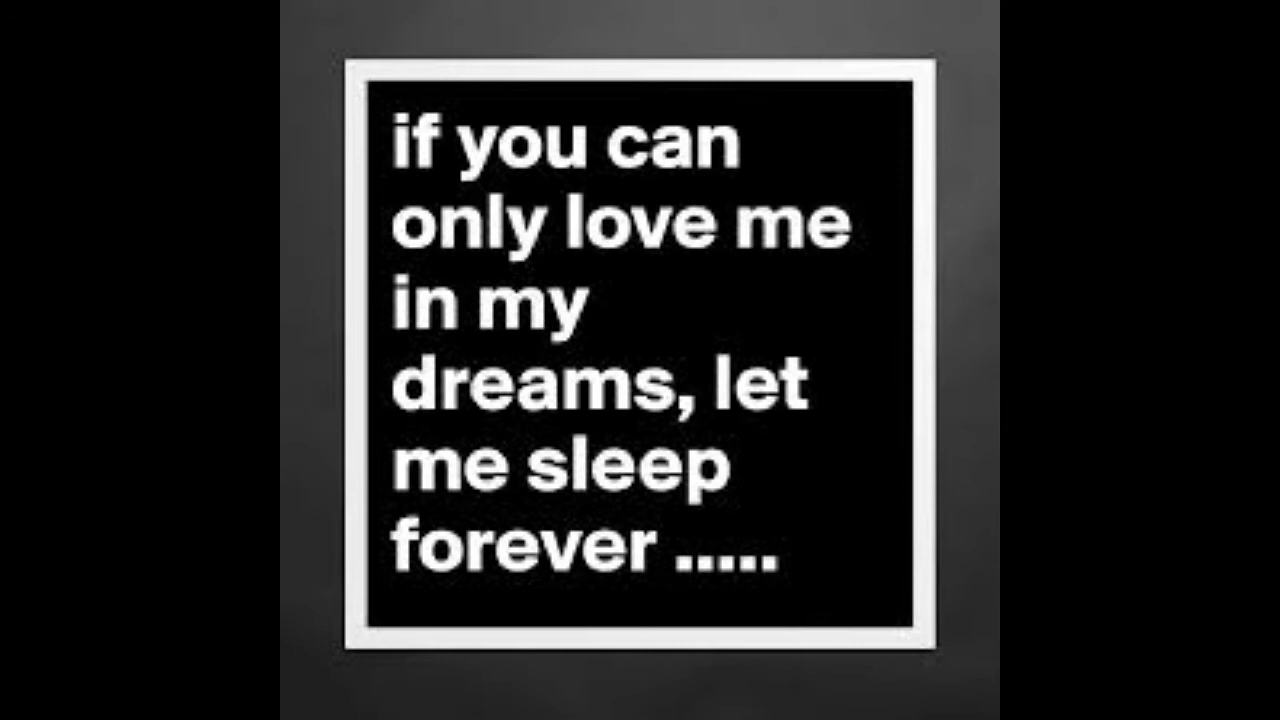 if you can
only love me
in my
dreams, let
me sleep
forever .....